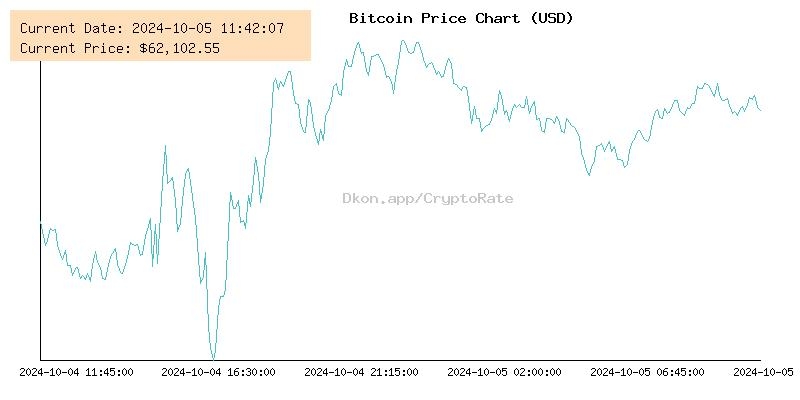 Bitcoin Price Chart (USD)
Current Date: 2024-10-05 11:42:07
Current Price: $62,102.55
Dkon.app/CryptoRate
2024-10-04 11:45:00 2024-10-04 16:30:00 2024-10-04 21:15:00 2024-10-05 02:00:00 2024-10-05 06:45:00 2024-10-05